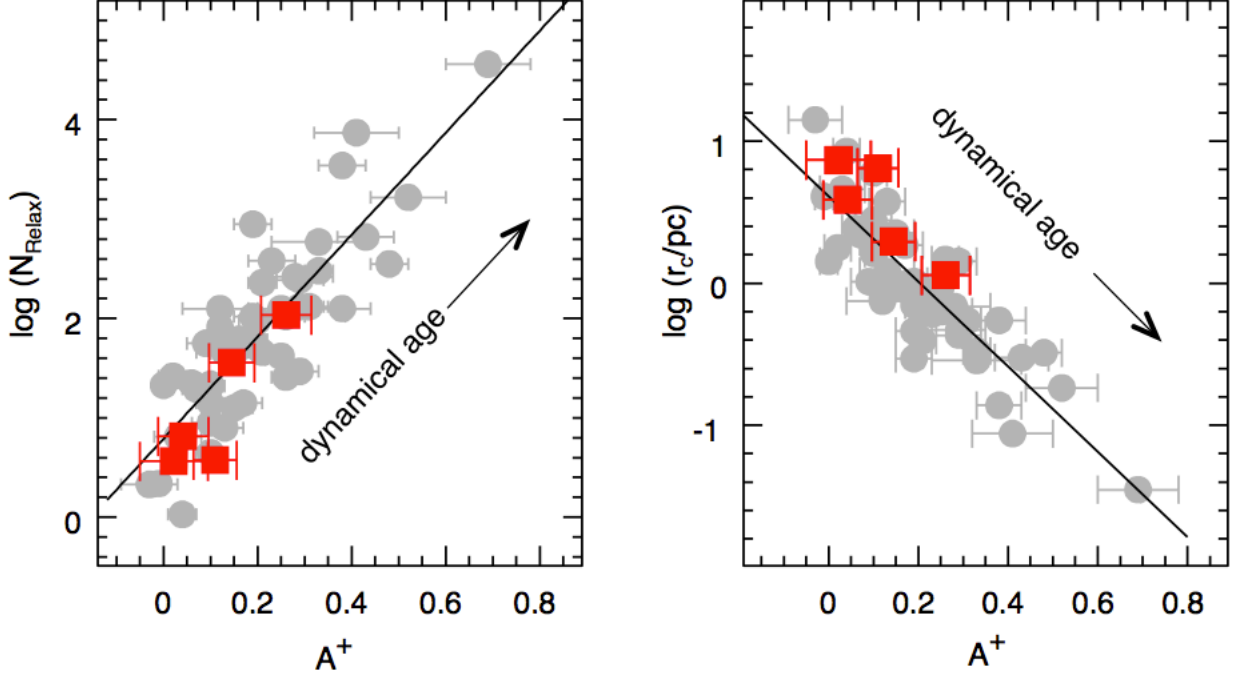 log (N_Relax)
4
2
0
0
0.2
0.4
0.6
0.8
A⁺
dynamical age
log (r_c/pc)
1
0
-1
0
0.2
0.4
0.6
0.8
A⁺
dynamical age